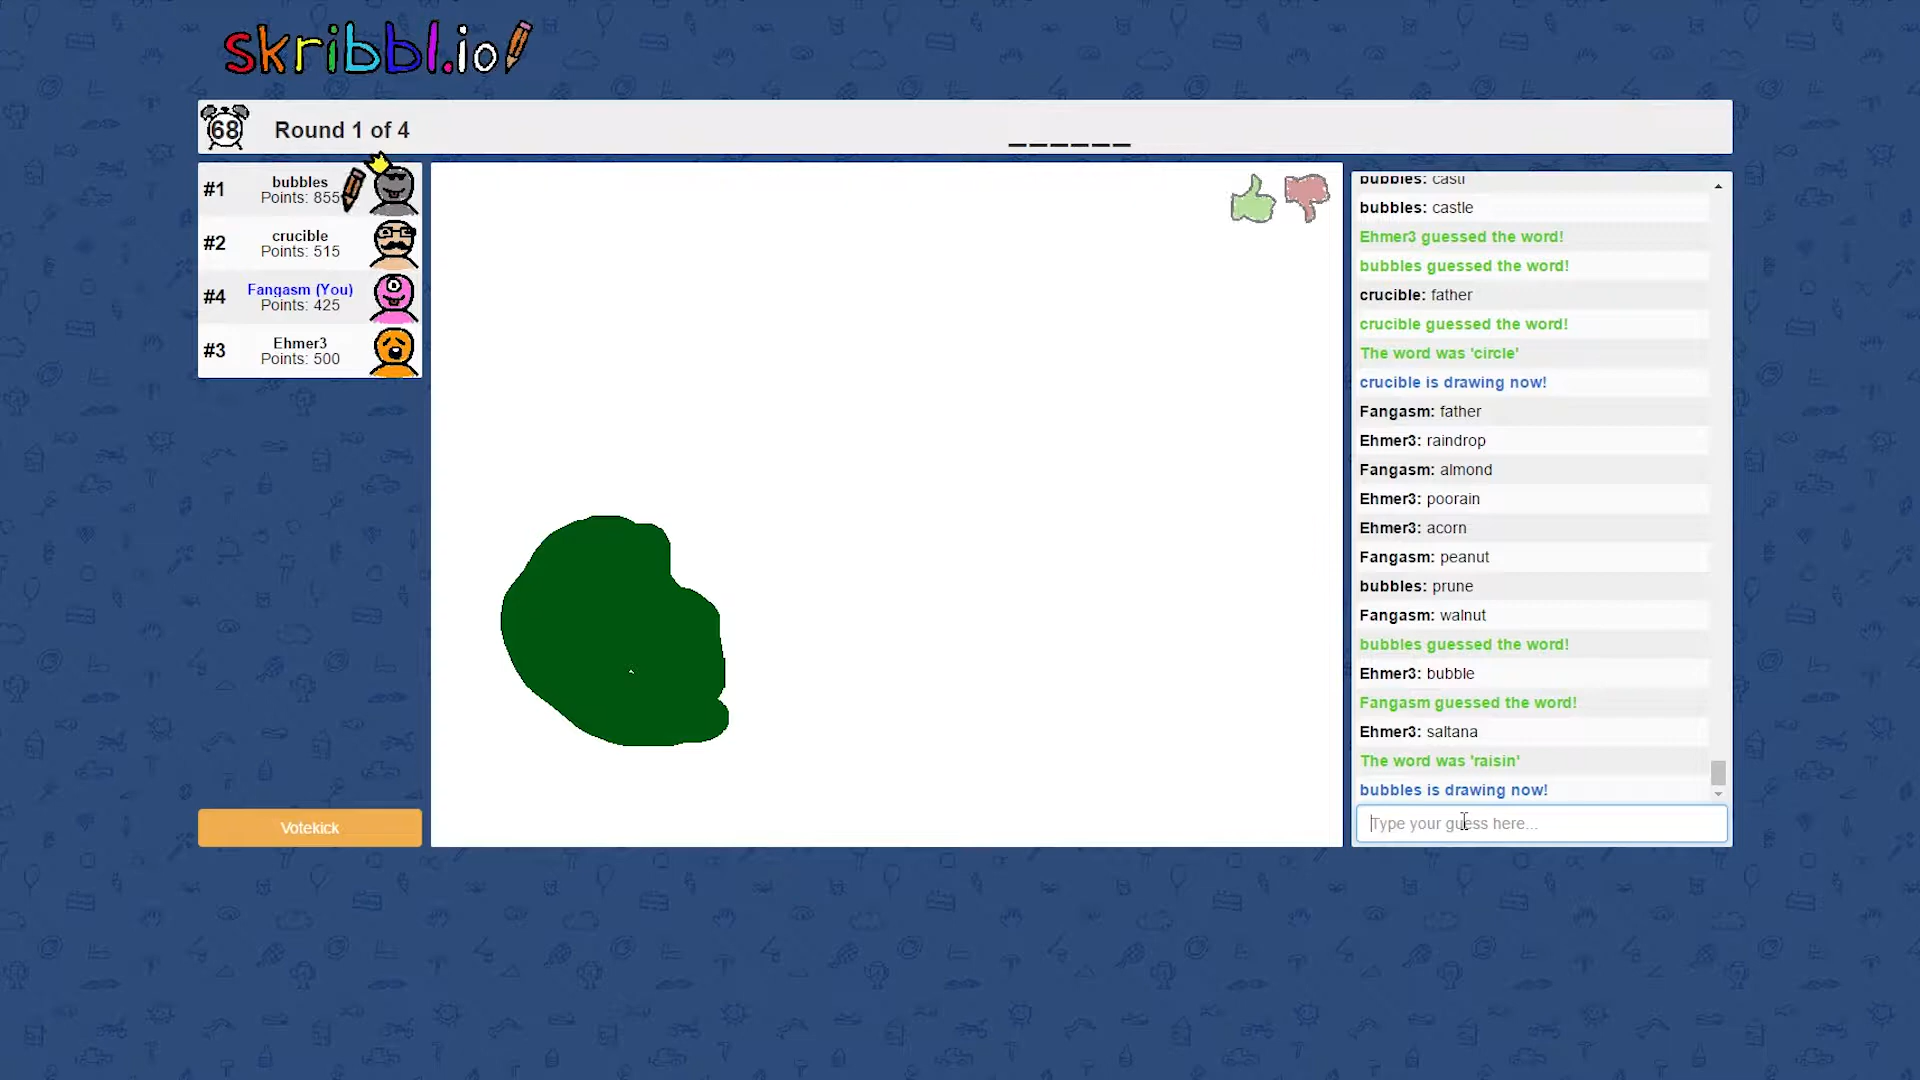 skribbl.io
68
Round 1 of 4
______
#1
bubbles
Points: 855
#2
crucible
Points: 515
#4
Fangasm (You)
Points: 425
#3
Ehmer3
Points: 500
Votekick
bubbles: castl
bubbles: castle
Ehmer3 guessed the word!
bubbles guessed the word!
crucible: father
crucible guessed the word!
The word was 'circle'
crucible is drawing now!
Fangasm: father
Ehmer3: raindrop
Fangasm: almond
Ehmer3: poorain
Ehmer3: acorn
Fangasm: peanut
bubbles: prune
Fangasm: walnut
bubbles guessed the word!
Ehmer3: bubble
Fangasm guessed the word!
Ehmer3: saltana
The word was 'raisin'
bubbles is drawing now!
Type your guess here...